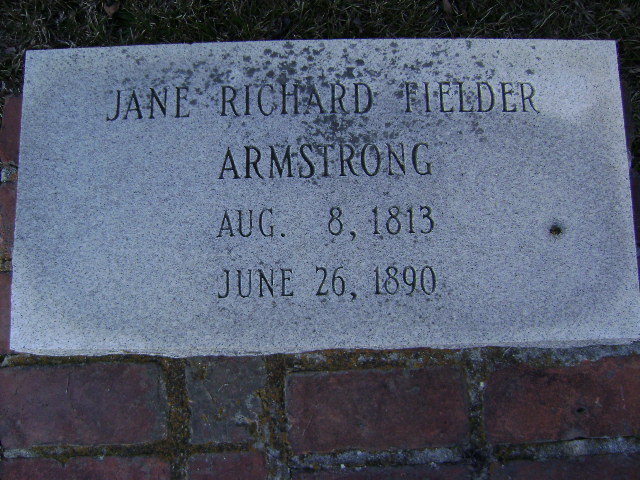 JANE RICHARD FIELDER
ARMSTRONG
AUG. 8, 1813
JUNE 26, 1890